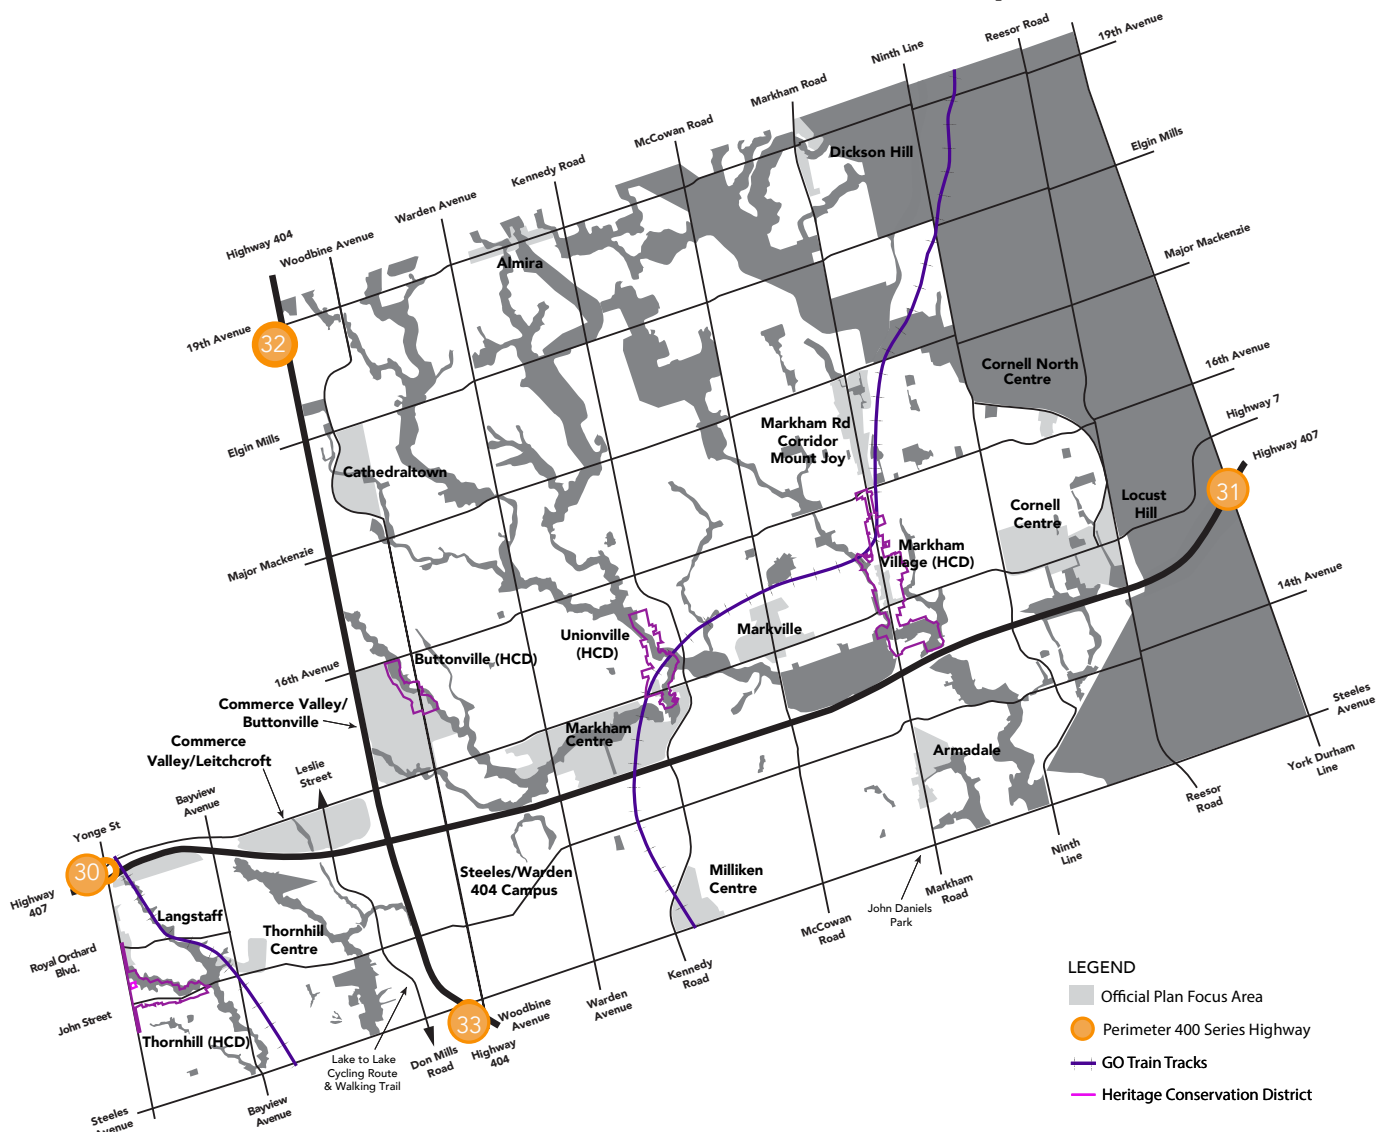 Reesor Road
19th Avenue
Ninth Line
Markham Road
McCowan Road
Kennedy Road
Warden Avenue
Woodbine Avenue
Highway 404
Dickson Hill
Elgin Mills
Almira
Major Mackenzie
19th Avenue
32
Cornell North
Centre
16th Avenue
Highway 7
Highway 407
Markham Rd
Corridor
Mount Joy
Elgin Mills
Cathedraltown
31
Locust
Hill
Cornell
Centre
Markham
Village (HCD)
Major Mackenzie
14th Avenue
Markville
Unionville
(HCD)
Buttonville (HCD)
16th Avenue
Commerce Valley/
Buttonville
Markham
Centre
Steeles
Avenue
Commerce
Valley/Leitchcroft
Armadale
York Durham
Line
Leslie
Street
Bayview
Avenue
Reesor
Road
Yonge St
Ninth
Line
30
Highway
407
Steeles/Warden
404 Campus
Milliken
Centre
Markham
Road
John Daniels
Park
McCowan
Road
Langstaff
Thornhill
Centre
Royal Orchard
Blvd.
Kennedy
Road
Warden
Avenue
Woodbine
Avenue
33
Highway
404
Don Mills
Road
John Street
Thornhill (HCD)
Lake to Lake
Cycling Route
& Walking Trail
Bayview
Avenue
Steeles
venue
LEGEND
Official Plan Focus Area
Perimeter 400 Series Highway
GO Train Tracks
Heritage Conservation District